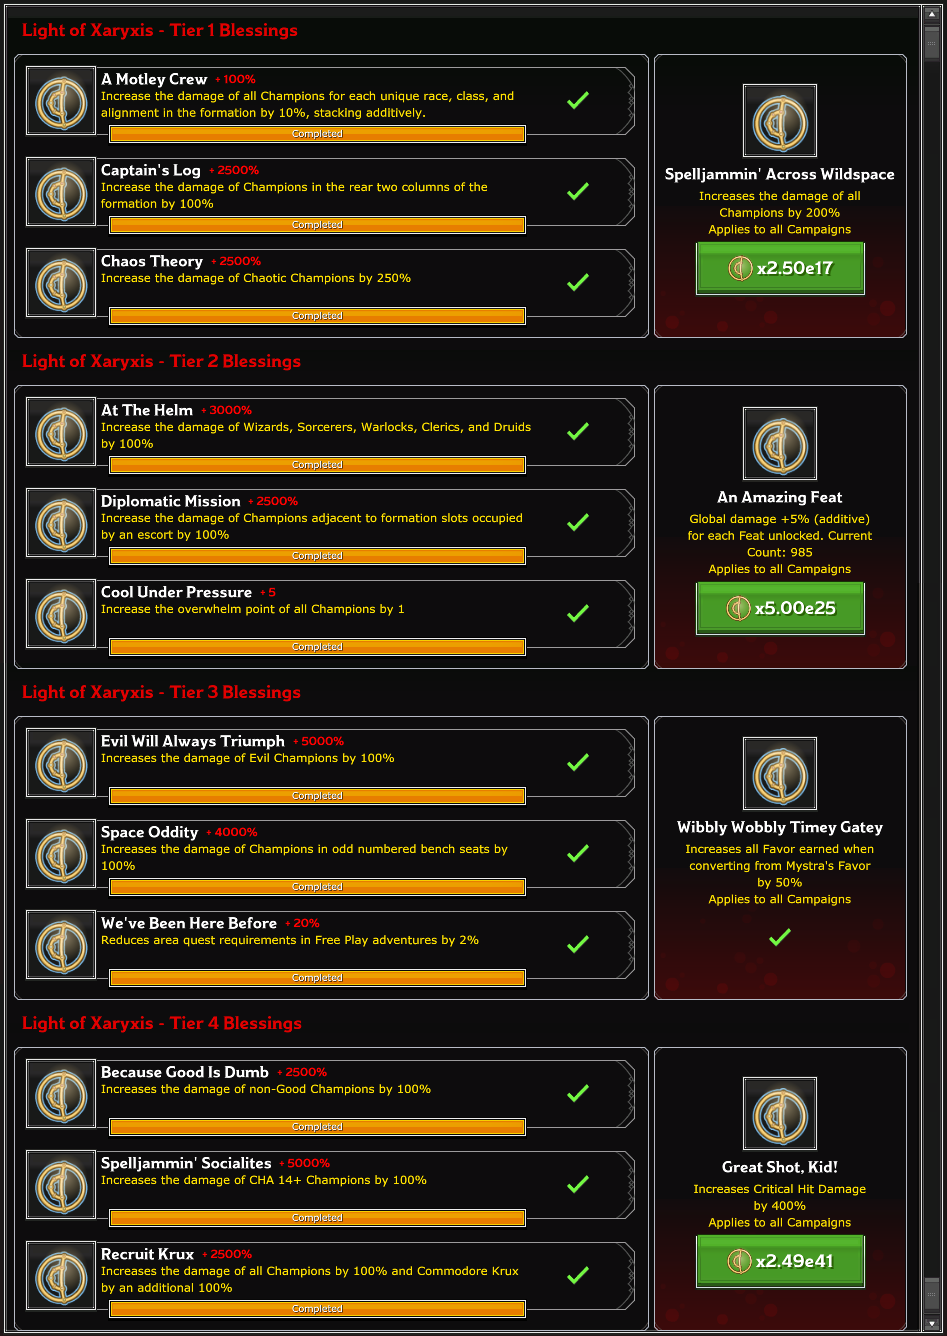 Light of Xaryxis - Tier 1 Blessings
A Motley Crew + 100%
Increase the damage of all Champions for each unique race, class, and
alignment in the formation by 10%, stacking additively.
Completed
Captain's Log + 2500%
Increase the damage of Champions in the rear two columns of the
formation by 100%
Completed
Chaos Theory + 2500%
Increase the damage of Chaotic Champions by 250%
Completed
Spelljammin' Across Wildspace
Increases the damage of all
Champions by 200%
Applies to all Campaigns
x2.50e17
Light of Xaryxis - Tier 2 Blessings
At The Helm + 3000%
Increase the damage of Wizards, Sorcerers, Warlocks, Clerics, and Druids
by 100%
Completed
Diplomatic Mission + 2500%
Increase the damage of Champions adjacent to formation slots occupied
by an escort by 100%
Completed
Cool Under Pressure + 5
Increase the overwhelm point of all Champions by 1
Completed
An Amazing Feat
Global damage +5% (additive)
for each Feat unlocked. Current
Count: 985
Applies to all Campaigns
x5.00e25
Light of Xaryxis - Tier 3 Blessings
Evil Will Always Triumph + 5000%
Increases the damage of Evil Champions by 100%
Completed
Space Oddity + 4000%
Increases the damage of Champions in odd numbered bench seats by
100%
Completed
We've Been Here Before + 20%
Reduces area quest requirements in Free Play adventures by 2%
Completed
Wibbly Wobbly Timey Gatey
Increases all Favor earned when
converting from Mystra's Favor
by 50%
Applies to all Campaigns
Light of Xaryxis - Tier 4 Blessings
Because Good Is Dumb + 2500%
Increases the damage of non-Good Champions by 100%
Completed
Spelljammin' Socialites + 5000%
Increases the damage of CHA 14+ Champions by 100%
Completed
Recruit Krux + 2500%
Increases the damage of all Champions by 100% and Commodore Krux
by an additional 100%
Completed
Great Shot, Kid!
Increases Critical Hit Damage
by 400%
Applies to all Campaigns
x2.49e41